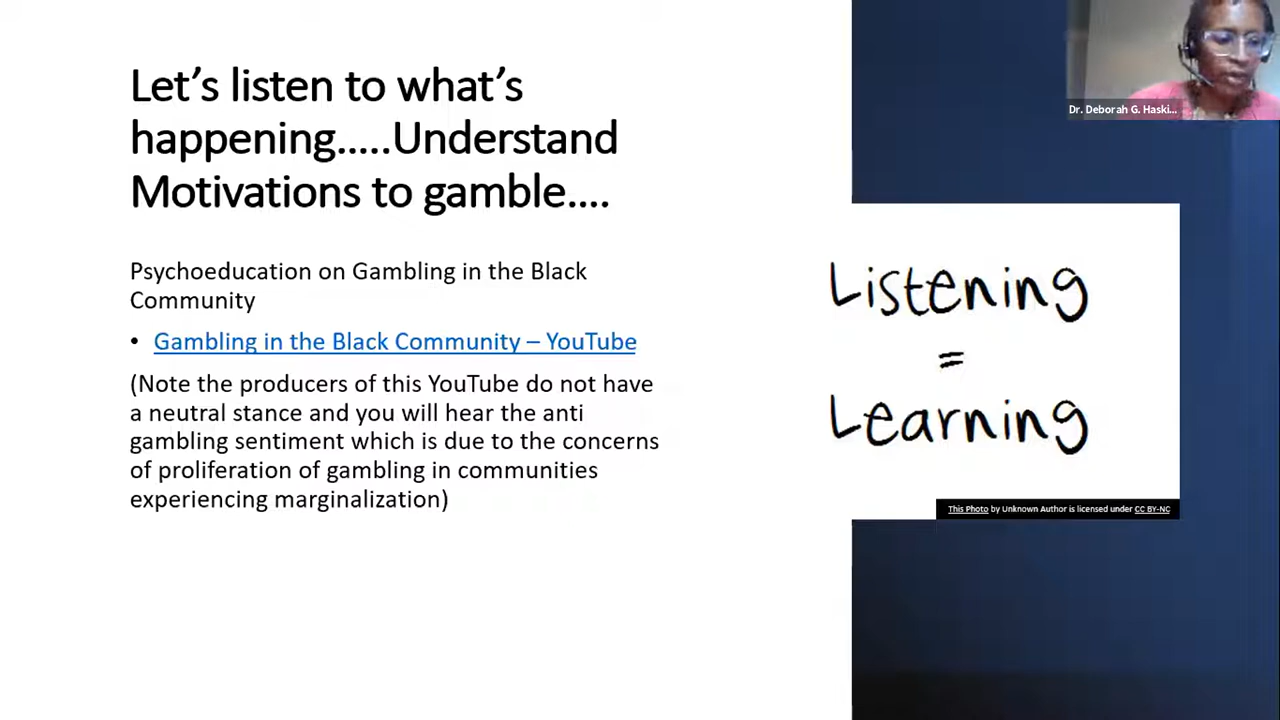 Let’s listen to what’s
happening.....Understand
Motivations to gamble....
Psychoeducation on Gambling in the Black
Community
• Gambling in the Black Community – YouTube
(Note the producers of this YouTube do not have
a neutral stance and you will hear the anti
gambling sentiment which is due to the concerns
of proliferation of gambling in communities
experiencing marginalization)
Dr. Deborah G. Haski...
Listening
=
Learning
This Photo by Unknown Author is licensed under CC BY-NC